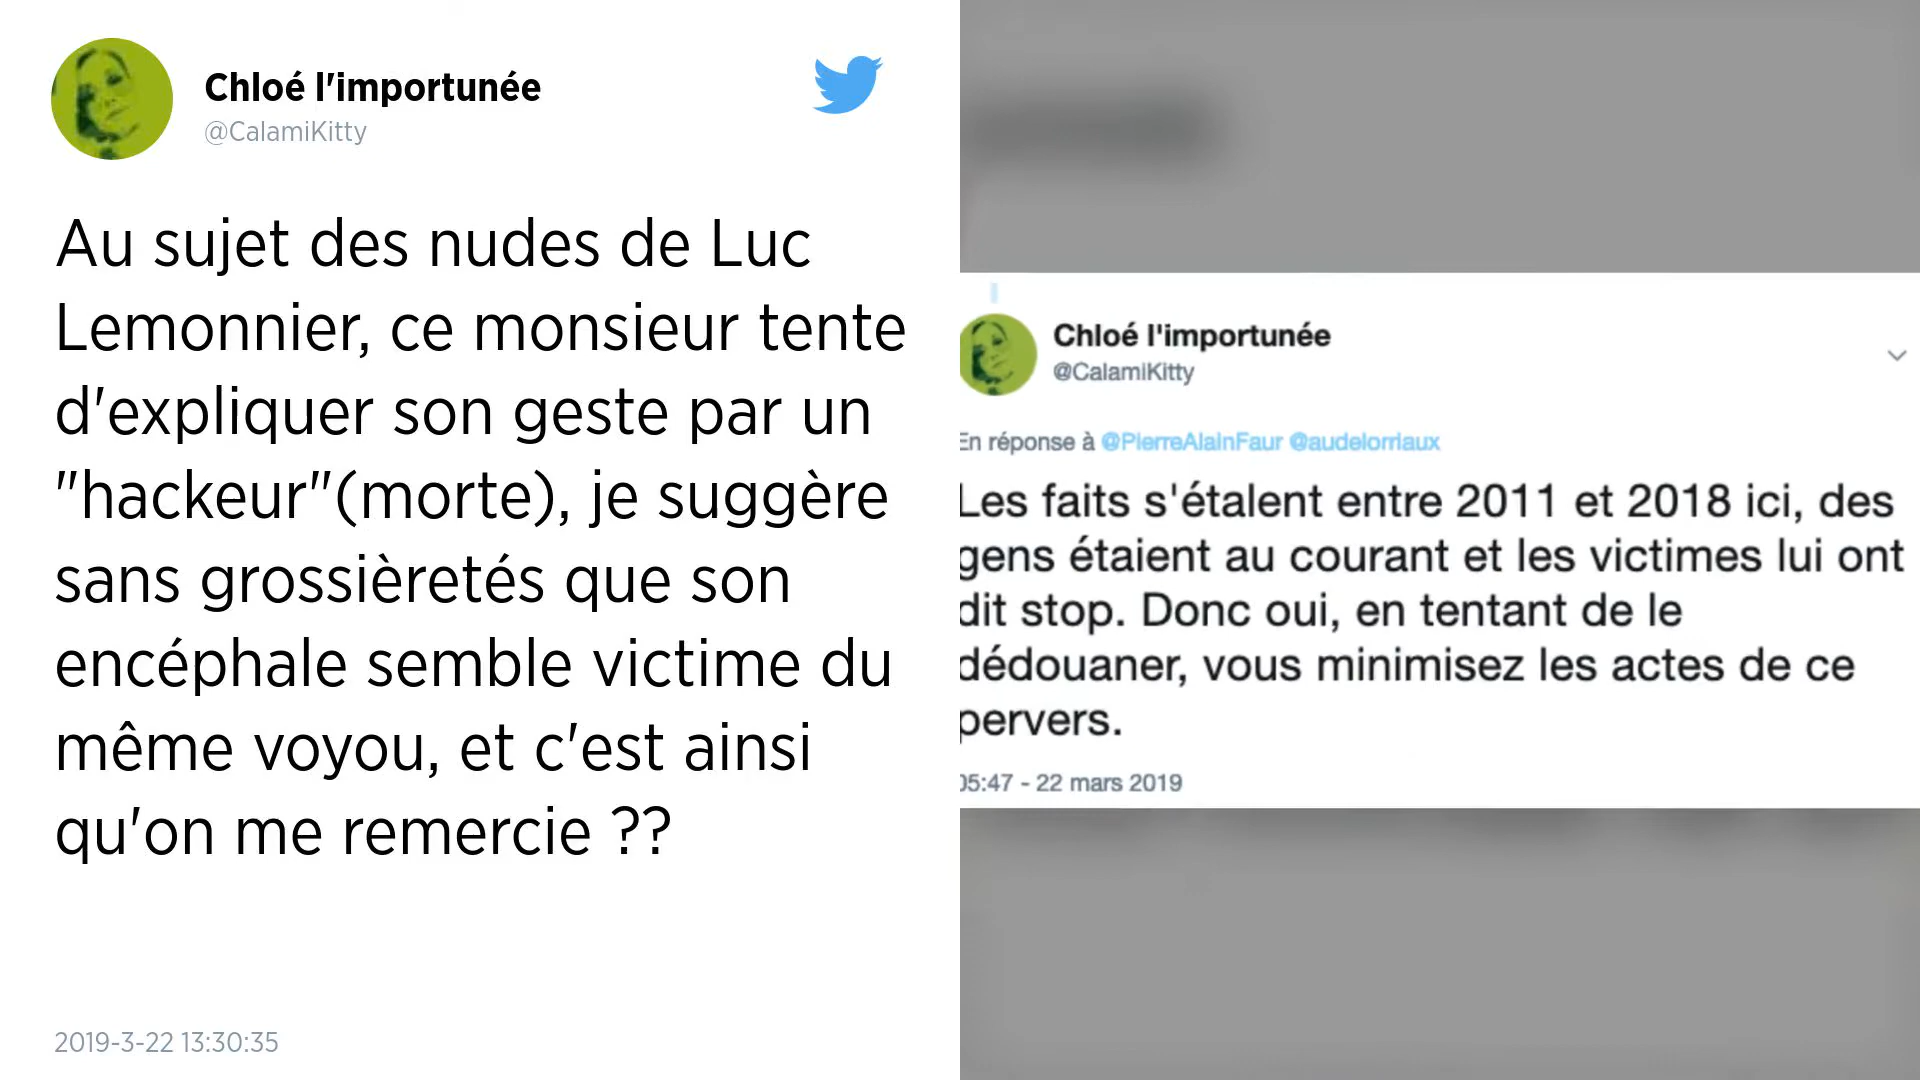 Chloé l'importunée
@CalamiKitty
Au sujet des nudes de Luc
Lemonnier, ce monsieur tente
d'expliquer son geste par un
"hackeur"(morte), je suggère
sans grossièretés que son
encéphale semble victime du
même voyou, et c'est ainsi
qu'on me remercie ??
2019-3-22 13:30:35
Chloé l'importunée
@CalamiKitty
En réponse à @PierreAlainFaur @audelorriaux
Les faits s'étalent entre 2011 et 2018 ici, des
gens étaient au courant et les victimes lui ont
dit stop. Donc oui, en tentant de le
dédouaner, vous minimisez les actes de ce
pervers.
05:47 - 22 mars 2019